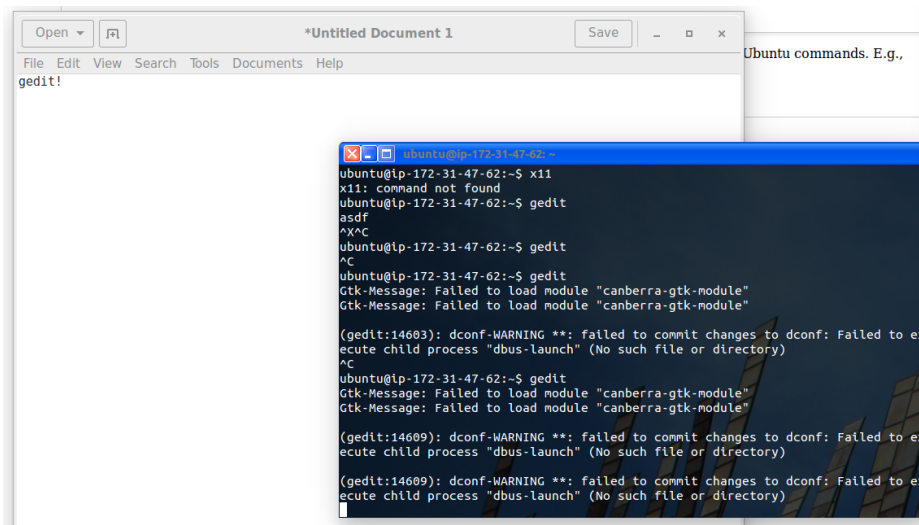 Open
*Untitled Document 1
Save
File Edit View Search Tools Documents Help
gedit!
Ubuntu commands. E.g.,
ubuntu@ip-172-31-47-62: ~
ubuntu@ip-172-31-47-62:~$ x11
x11: command not found
ubuntu@ip-172-31-47-62:~$ gedit
asdf
^X^C
ubuntu@ip-172-31-47-62:~$ gedit
^C
ubuntu@ip-172-31-47-62:~$ gedit
Gtk-Message: Failed to load module "canberra-gtk-module"
Gtk-Message: Failed to load module "canberra-gtk-module"
(gedit:14603): dconf-WARNING **: failed to commit changes to dconf: Failed to e
ecute child process "dbus-launch" (No such file or directory)
^C
ubuntu@ip-172-31-47-62:~$ gedit
Gtk-Message: Failed to load module "canberra-gtk-module"
Gtk-Message: Failed to load module "canberra-gtk-module"
(gedit:14609): dconf-WARNING **: failed to commit changes to dconf: Failed to e
ecute child process "dbus-launch" (No such file or directory)
(gedit:14609): dconf-WARNING **: failed to commit changes to dconf: Failed to e
ecute child process "dbus-launch" (No such file or directory)